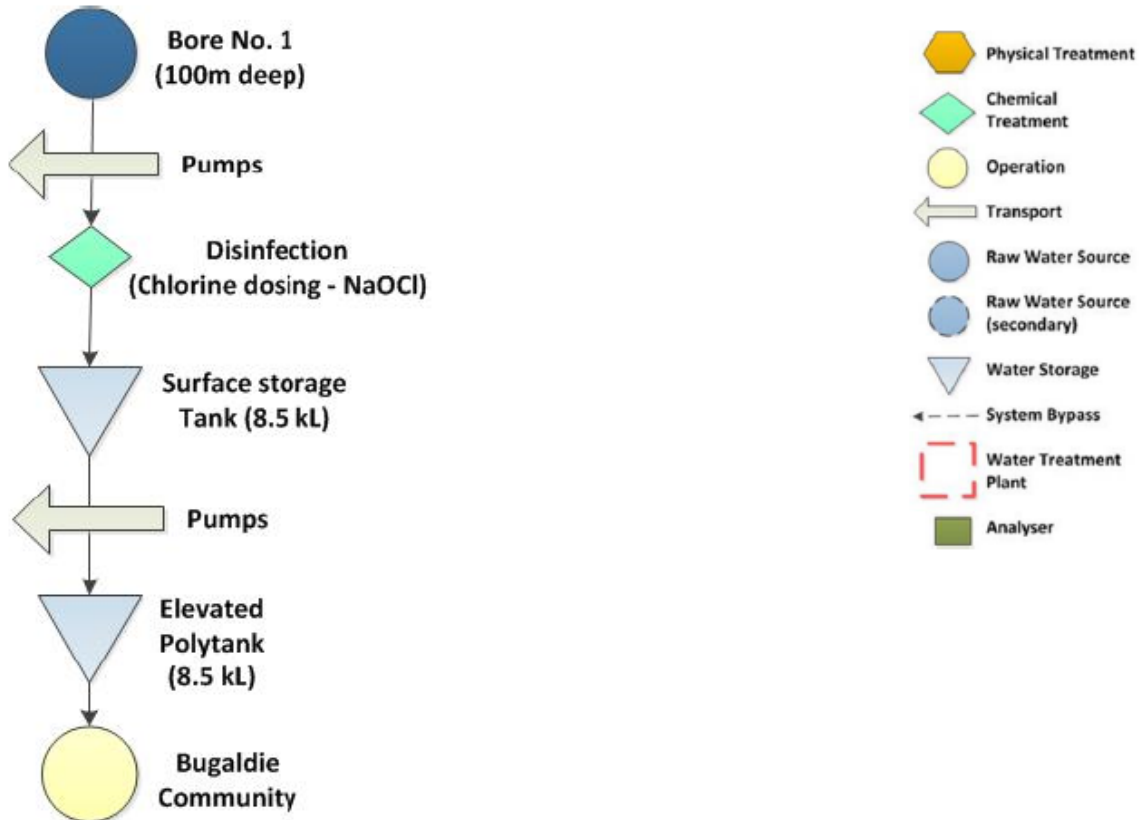 Bore No. 1
(100m deep)
Pumps
Disinfection
(Chlorine dosing - NaOCl)
Surface storage
Tank (8.5 kL)
Pumps
Elevated
Polytank
(8.5 kL)
Bugaldie
Community
Physical Treatment
Chemical
Treatment
Operation
Transport
Raw Water Source
Raw Water Source
(secondary)
Water Storage
System Bypass
Water Treatment
Plant
Analyser